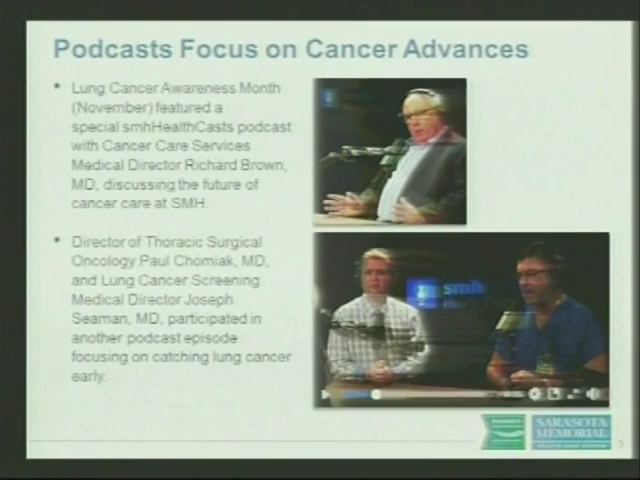 Podcasts Focus on Cancer Advances
• Lung Cancer Awareness Month
(November) featured a
special smhHealthCasts podcast
with Cancer Care Services
Medical Director Richard Brown,
MD, discussing the future of
cancer care at SMH.
• Director of Thoracic Surgical
Oncology Paul Chomiak, MD,
and Lung Cancer Screening
Medical Director Joseph
Seaman, MD, participated in
another podcast episode
focusing on catching lung cancer
early.
smh
SARASOTA
MEMORIAL
5